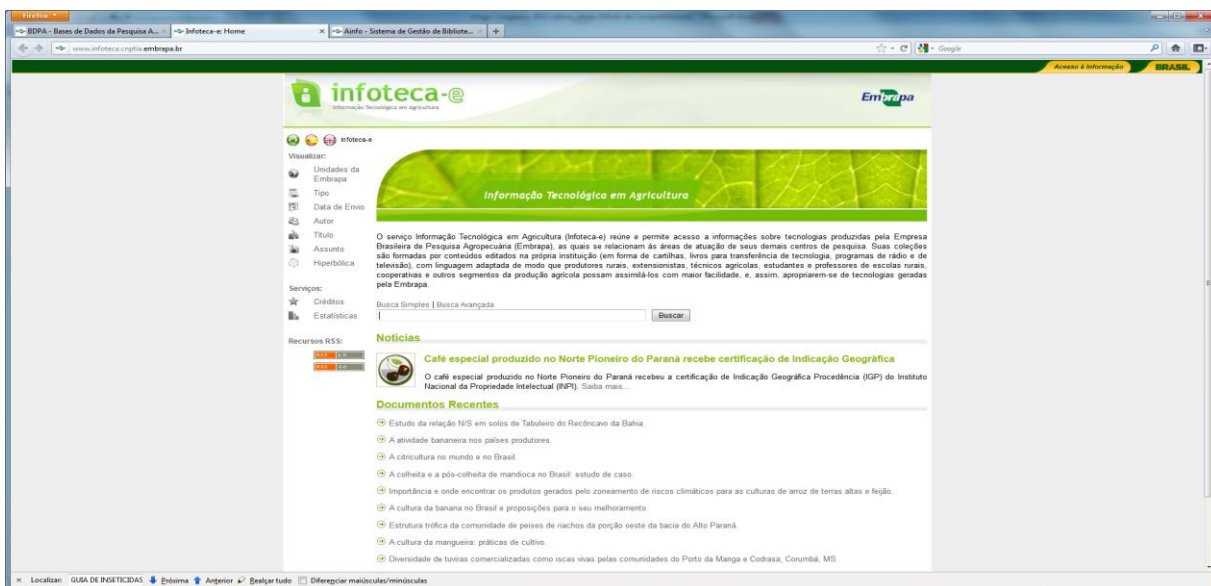 Firefox
BDPA - Bases de Dados da Pesquisa A...
Infoteca-e: Home
Ainfo - Sistema de Gestão de Bibliote...
www.infoteca.cnptia.embrapa.br
Google
Acesso à Informação
BRASIL
infoteca-e
Informação Tecnológica em Agricultura
Embrapa
Infoteca-e
Visualizar:
Unidades da
Embrapa
Tipo
Data de Envio
Autor
Título
Assunto
Hiperbólica
Serviços:
Créditos
Estatísticas
Recursos RSS:
Informação Tecnológica em Agricultura
O serviço Informação Tecnológica em Agricultura (Infoteca-e) reúne e permite acesso a informações sobre tecnologias produzidas pela Empresa
Brasileira de Pesquisa Agropecuária (Embrapa), as quais se relacionam às áreas de atuação de seus demais centros de pesquisa. Suas coleções
são formadas por conteúdos editados na própria instituição (em forma de cartilhas, livros para transferência de tecnologia, programas de rádio e de
televisão), com linguagem adaptada de modo que produtores rurais, extensionistas, técnicos agrícolas, estudantes e professores de escolas rurais,
cooperativas e outros segmentos da produção agrícola possam assimilá-los com maior facilidade, e, assim, apropriarem-se de tecnologias geradas
pela Embrapa.
Busca Simples | Busca Avançada
Buscar
Noticias
Café especial produzido no Norte Pioneiro do Paraná recebe certificação de Indicação Geográfica
O café especial produzido no Norte Pioneiro do Paraná recebeu a certificação de Indicação Geográfica Procedência (IGP) do Instituto
Nacional da Propriedade Intelectual (INPI). Saiba mais...
Documentos Recentes
Estudo da relação N/S em solos de Tabuleiro do Recôncavo da Bahia.
A atividade bananeira nos países produtores.
A citricultura no mundo e no Brasil.
A colheita e a pós-colheita de mandioca no Brasil: estudo de caso.
Importância e onde encontrar os produtos gerados pelo zoneamento de riscos climáticos para as culturas de arroz de terras altas e feijão.
A cultura da banana no Brasil e proposições para o seu melhoramento.
Estrutura trófica da comunidade de peixes de riachos da porção oeste da bacia do Alto Paraná.
A cultura da mangueira: práticas de cultivo.
Diversidade de tuviras comercializadas como iscas vivas pelas comunidades do Porto da Manga e Codrasa, Corumbá, MS.
Localizar: GUIA DE INSETICIDAS Próxima Anterior Realçar tudo Diferenciar maiúsculas/minúsculas